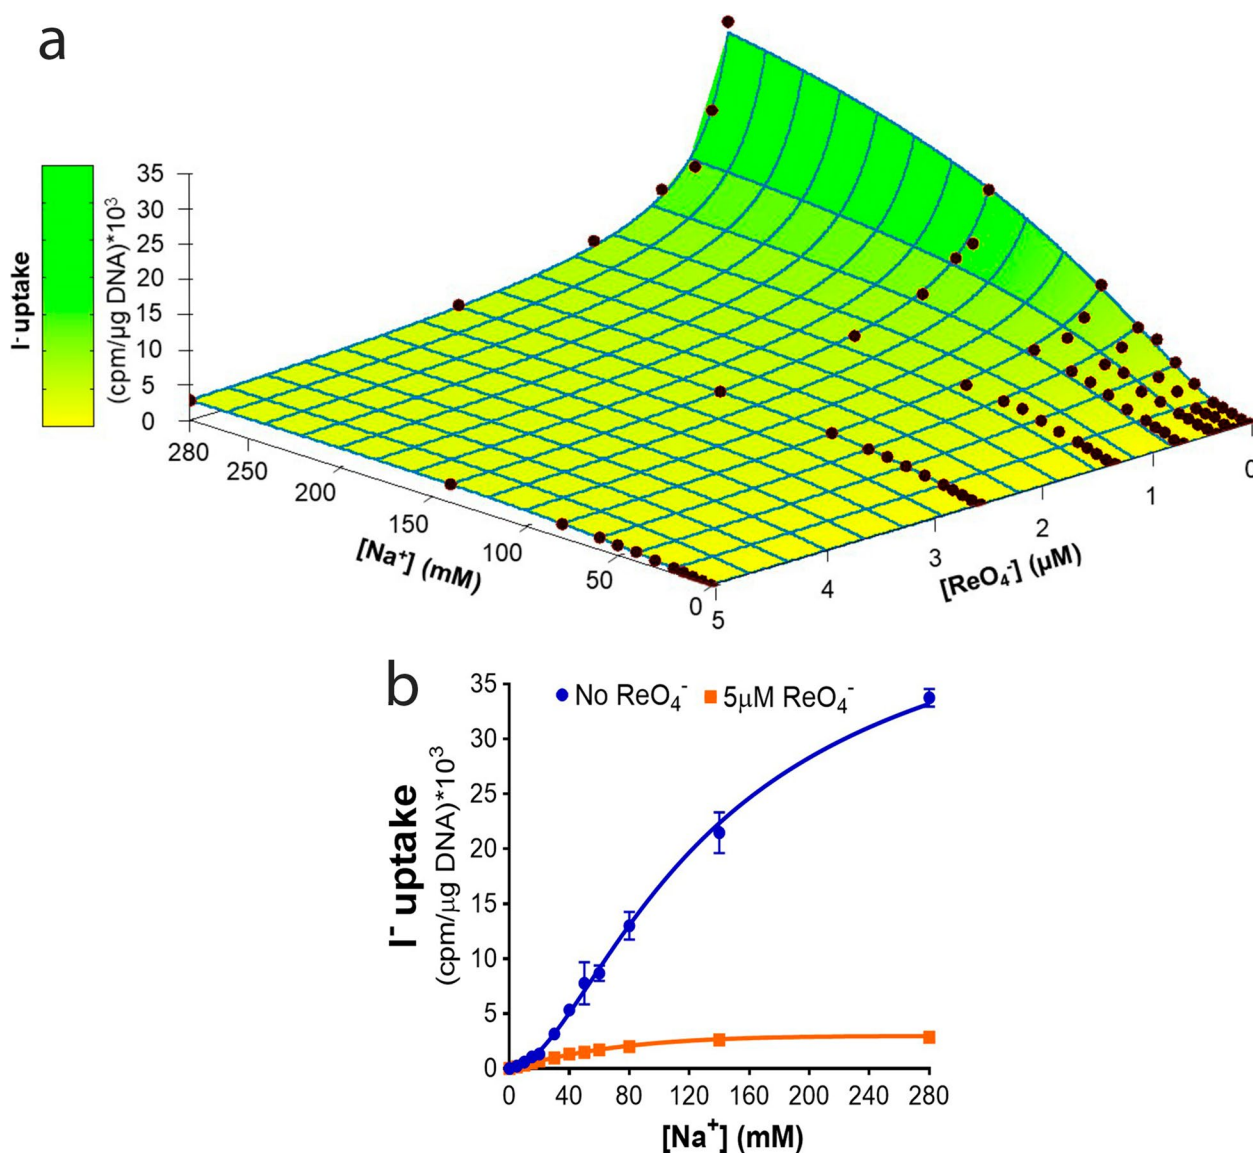 a
I- uptake
(cpm/μg DNA)*10³
35
30
25
20
15
10
5
0
280
250
200
150
100
50
0
[Na⁺] (mM)
5
4
3
2
1
0
[ReO₄⁻] (μM)
b
No ReO₄⁻
5μM ReO₄⁻
I⁻ uptake
(cpm/μg DNA)*10³
35
30
25
20
15
10
5
0
0 40 80 120 160 200 240 280
[Na⁺] (mM)